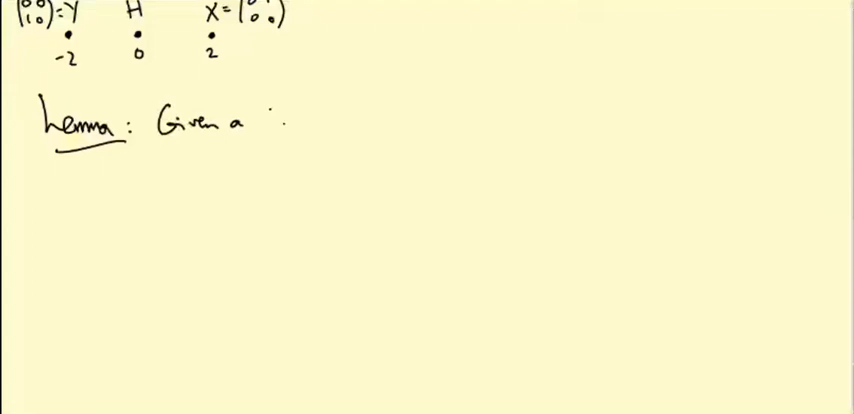 (0 0
1 0) = Y H X = (0 1
0 0)
-2 0 2
Lemma: Given a